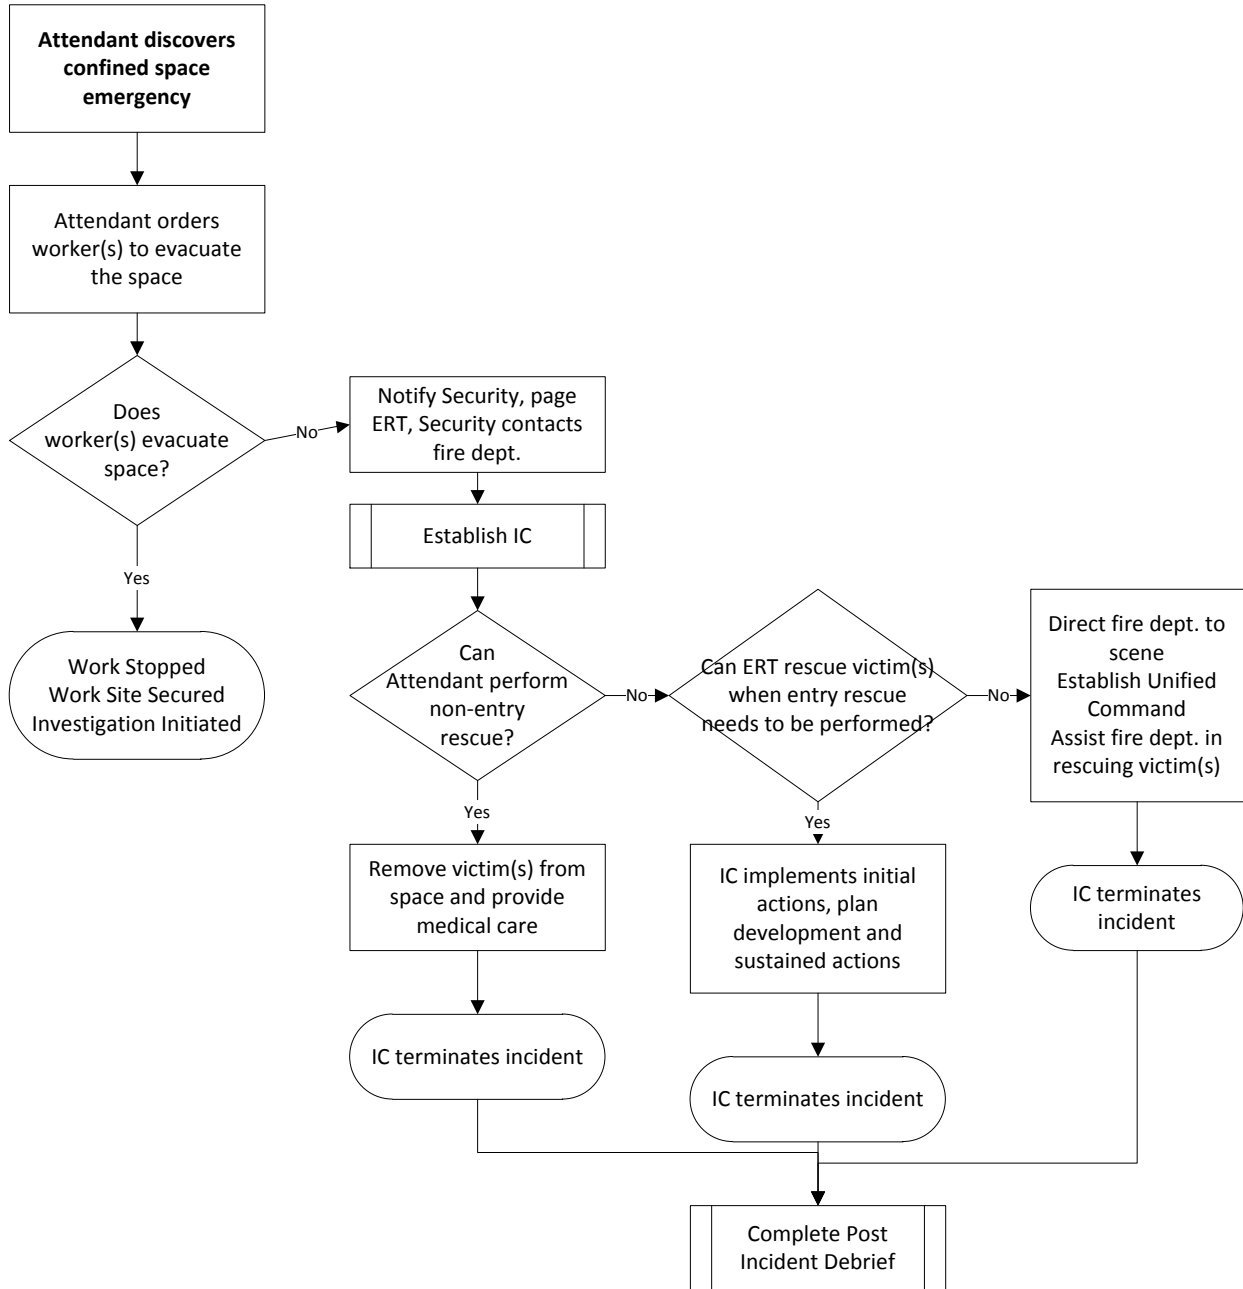 Attendant discovers
confined space
emergency
Attendant orders
worker(s) to evacuate
the space
Does
worker(s) evacuate
space?
No
Notify Security, page
ERT, Security contacts
fire dept.
Establish IC
Yes
Work Stopped
Work Site Secured
Investigation Initiated
Can
Attendant perform
non-entry
rescue?
No
Can ERT rescue victim(s)
when entry rescue
needs to be performed?
No
Direct fire dept. to
scene
Establish Unified
Command
Assist fire dept. in
rescuing victim(s)
Yes
Remove victim(s) from
space and provide
medical care
Yes
IC implements initial
actions, plan
development and
sustained actions
IC terminates
incident
IC terminates incident
IC terminates incident
Complete Post
Incident Debrief